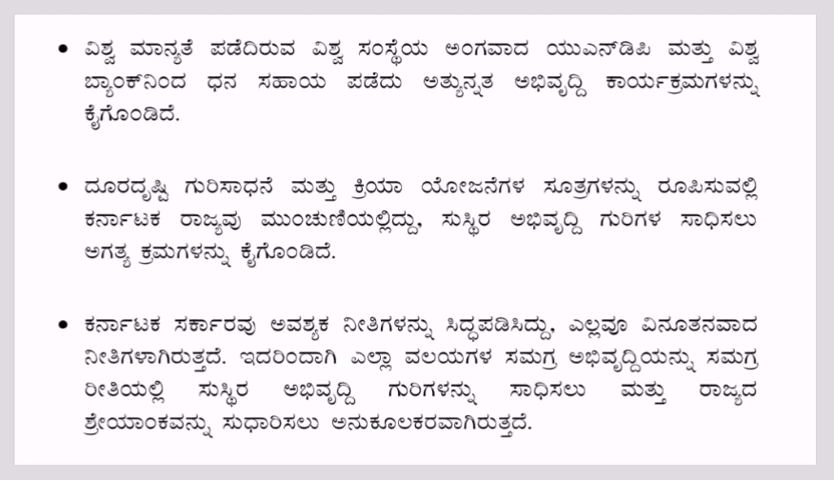 • ವಿಶ್ವ ಮಾನ್ಯತೆ ಪಡೆದಿರುವ ವಿಶ್ವ ಸಂಸ್ಥೆಯ ಅಂಗವಾದ ಯುಎನ್‌ಡಿಪಿ ಮತ್ತು ವಿಶ್ವ
ಬ್ಯಾಂಕ್‌ನಿಂದ ಧನ ಸಹಾಯ ಪಡೆದು ಅತ್ಯುನ್ನತ ಅಭಿವೃದ್ದಿ ಕಾರ್ಯಕ್ರಮಗಳನ್ನು
ಕೈಗೊಂಡಿದೆ.
• ದೂರದೃಷ್ಟಿ ಗುರಿಸಾಧನೆ ಮತ್ತು ಕ್ರಿಯಾ ಯೋಜನೆಗಳ ಸೂತ್ರಗಳನ್ನು ರೂಪಿಸುವಲ್ಲಿ
ಕರ್ನಾಟಕ ರಾಜ್ಯವು ಮುಂಚುಣಿಯಲ್ಲಿದ್ದು, ಸುಸ್ಥಿರ ಅಭಿವೃದ್ದಿ ಗುರಿಗಳ ಸಾಧಿಸಲು
ಅಗತ್ಯ ಕ್ರಮಗಳನ್ನು ಕೈಗೊಂಡಿದೆ.
• ಕರ್ನಾಟಕ ಸರ್ಕಾರವು ಅವಶ್ಯಕ ನೀತಿಗಳನ್ನು ಸಿದ್ಧಪಡಿಸಿದ್ದು, ಎಲ್ಲವೂ ವಿನೂತನವಾದ
ನೀತಿಗಳಾಗಿರುತ್ತದೆ. ಇದರಿಂದಾಗಿ ಎಲ್ಲಾ ವಲಯಗಳ ಸಮಗ್ರ ಅಭಿವೃದ್ದಿಯನ್ನು ಸಮಗ್ರ
ರೀತಿಯಲ್ಲಿ ಸುಸ್ಥಿರ ಅಭಿವೃದ್ದಿ ಗುರಿಗಳನ್ನು ಸಾಧಿಸಲು ಮತ್ತು ರಾಜ್ಯದ
ಶ್ರೇಯಾಂಕವನ್ನು ಸುಧಾರಿಸಲು ಅನುಕೂಲಕರವಾಗಿರುತ್ತದೆ.